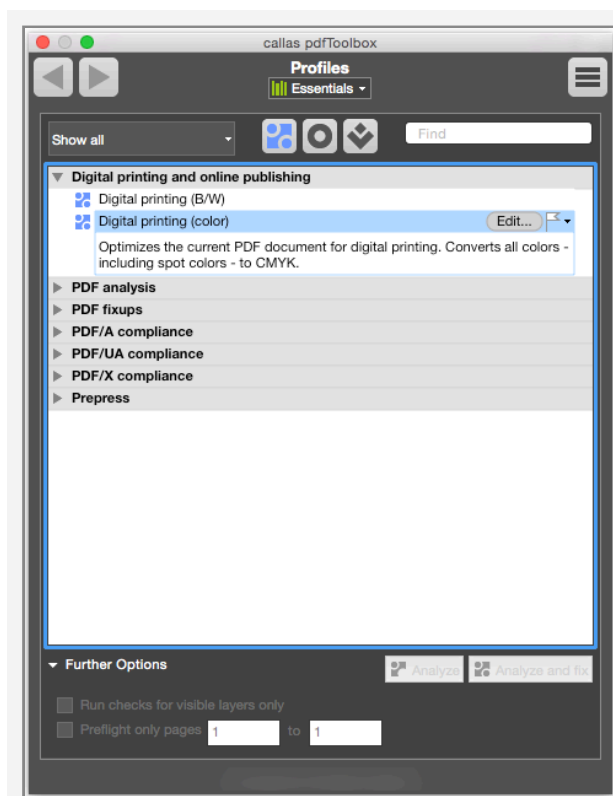 callas pdfToolbox
Profiles
Essentials
Show all
Find
Digital printing and online publishing
Digital printing (B/W)
Digital printing (color)
Edit...
Optimizes the current PDF document for digital printing. Converts all colors -
including spot colors - to CMYK.
PDF analysis
PDF fixups
PDF/A compliance
PDF/UA compliance
PDF/X compliance
Prepress
Further Options
Analyze
Analyze and fix
Run checks for visible layers only
Preflight only pages 1 to 1